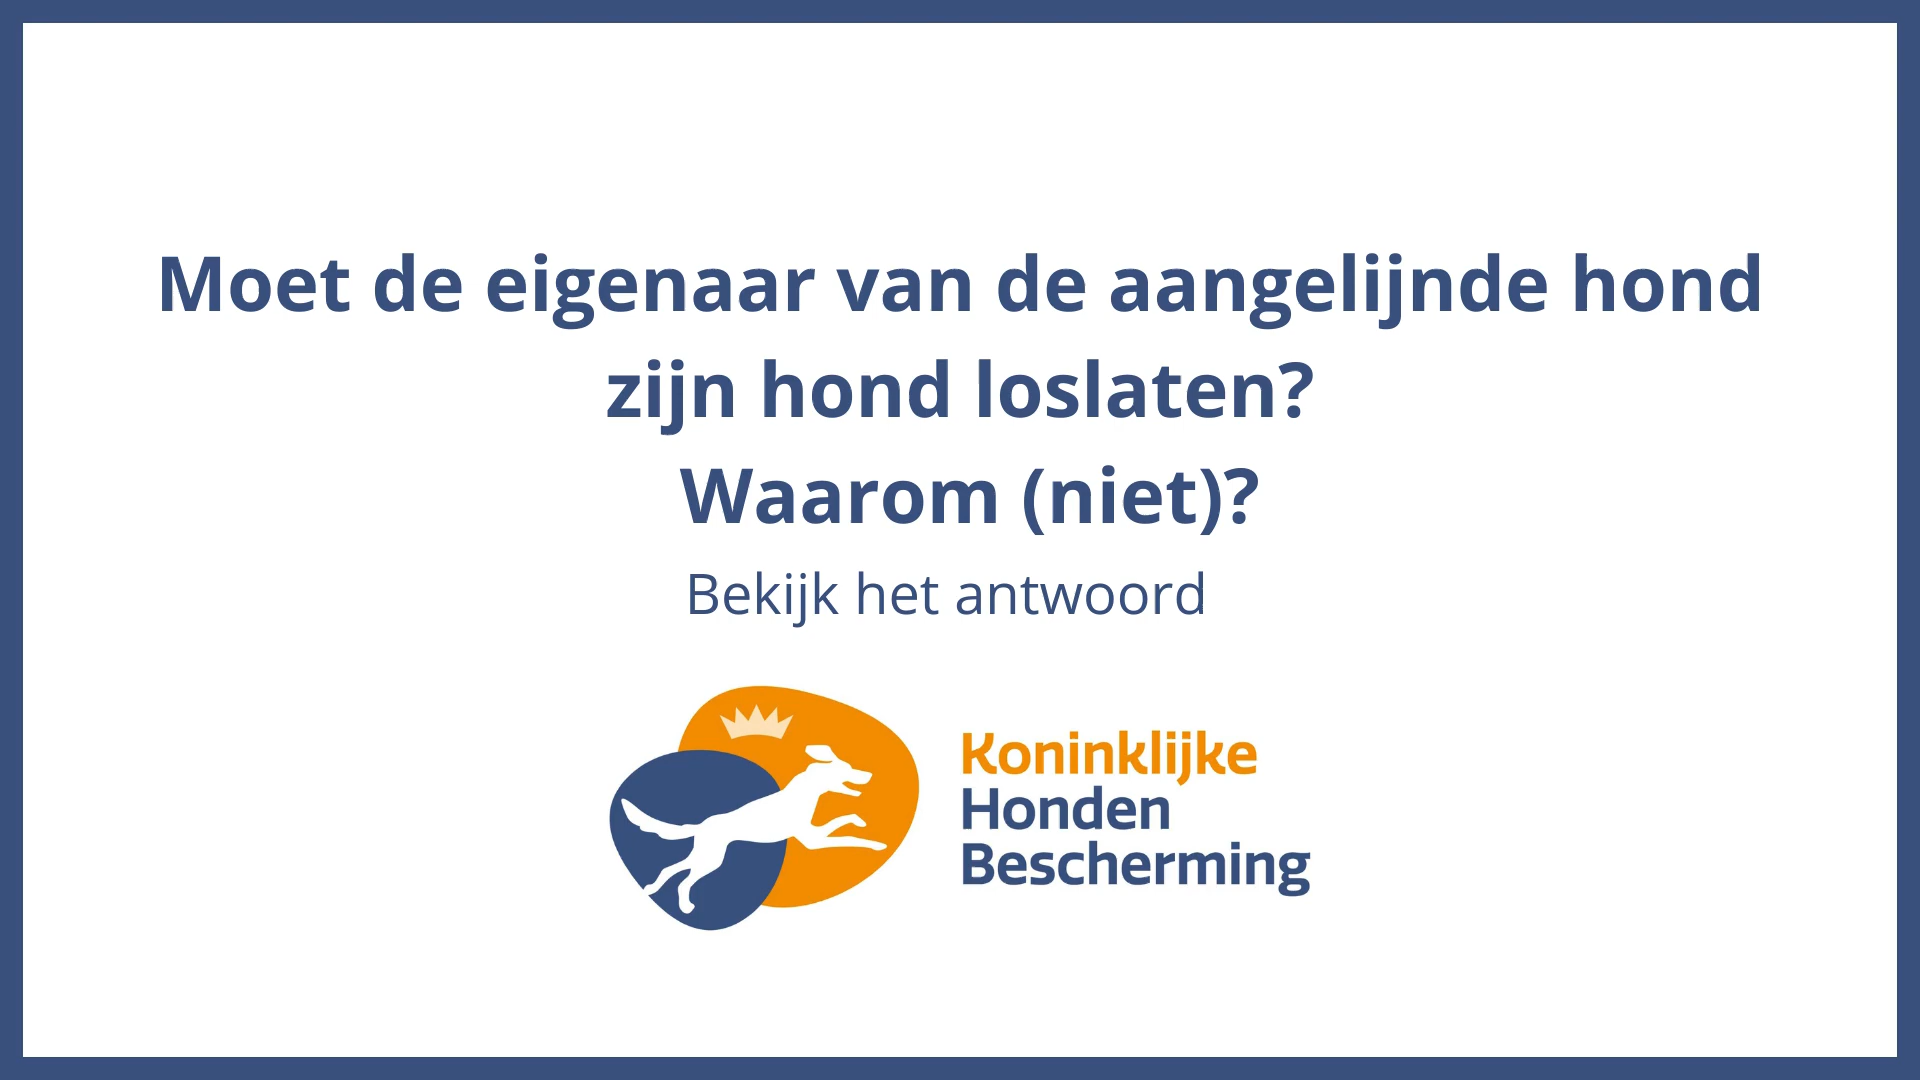 Moet de eigenaar van de aangelijnde hond
zijn hond loslaten?
Waarom (niet)?
Bekijk het antwoord
Koninklijke
Honden
Bescherming